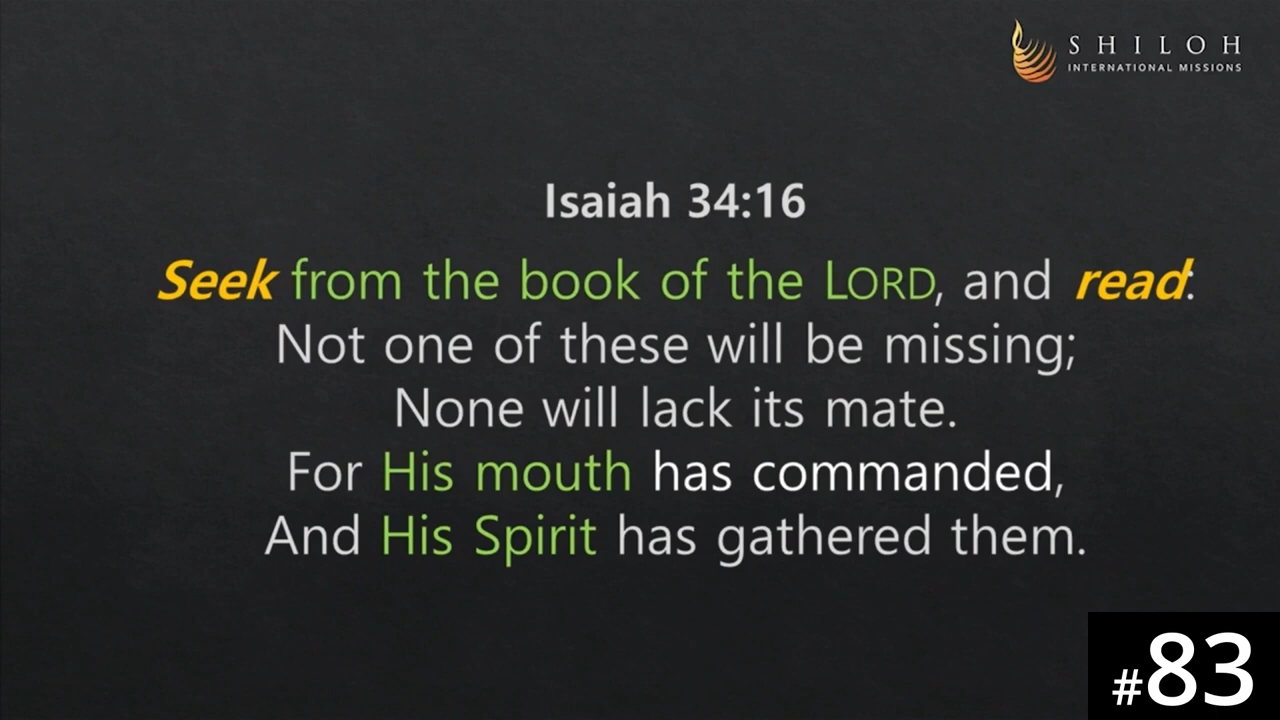 SHILOH
INTERNATIONAL MISSIONS
Isaiah 34:16
Seek from the book of the LORD, and read:
Not one of these will be missing;
None will lack its mate.
For His mouth has commanded,
And His Spirit has gathered them.
#83